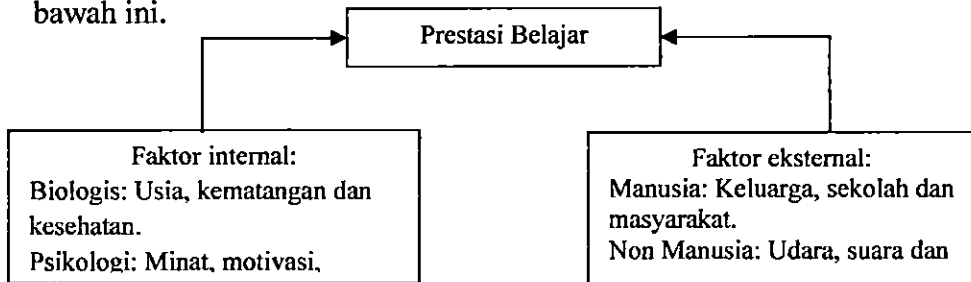 bawah ini.
Prestasi Belajar
Faktor internal:
Biologis: Usia, kematangan dan
kesehatan.
Psikologi: Minat, motivasi,
Faktor eksternal:
Manusia: Keluarga, sekolah dan
masyarakat.
Non Manusia: Udara, suara dan